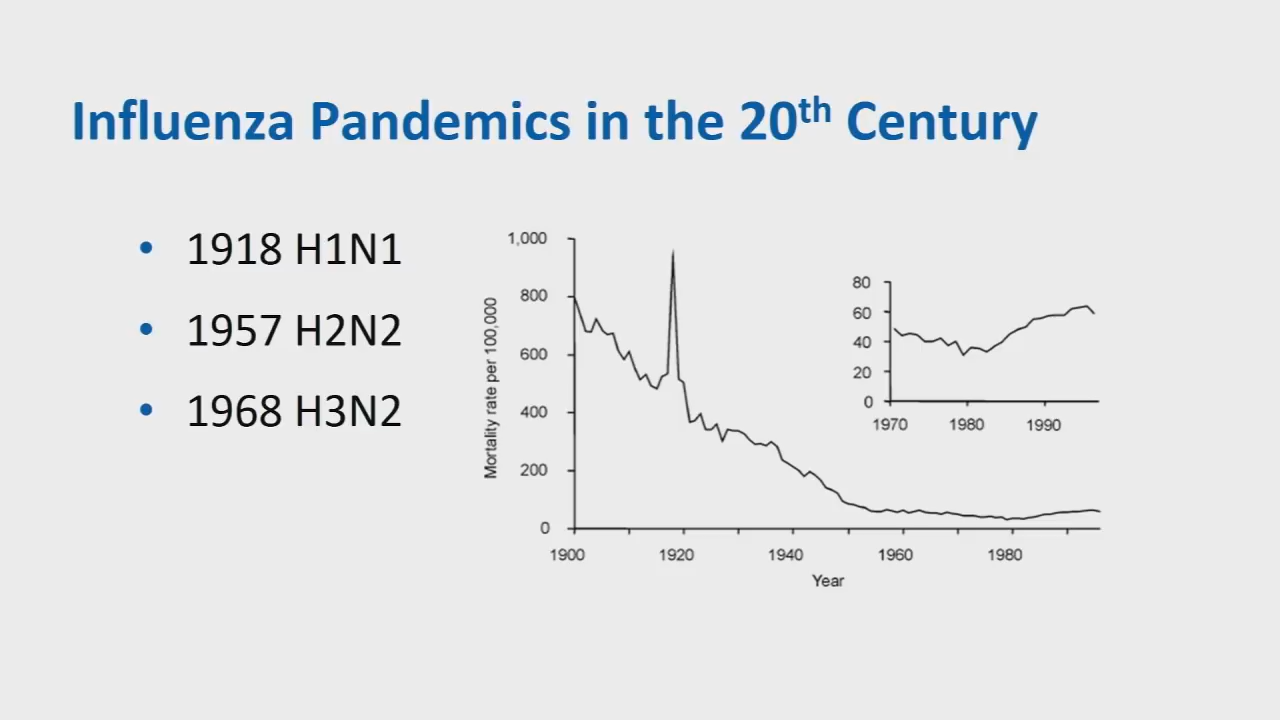 Influenza Pandemics in the 20th Century
• 1918 H1N1
• 1957 H2N2
• 1968 H3N2
Mortality rate per 100,000
1,000
800
600
400
200
0
1900 1920 1940 1960 1980
Year
80
60
40
20
0
1970 1980 1990